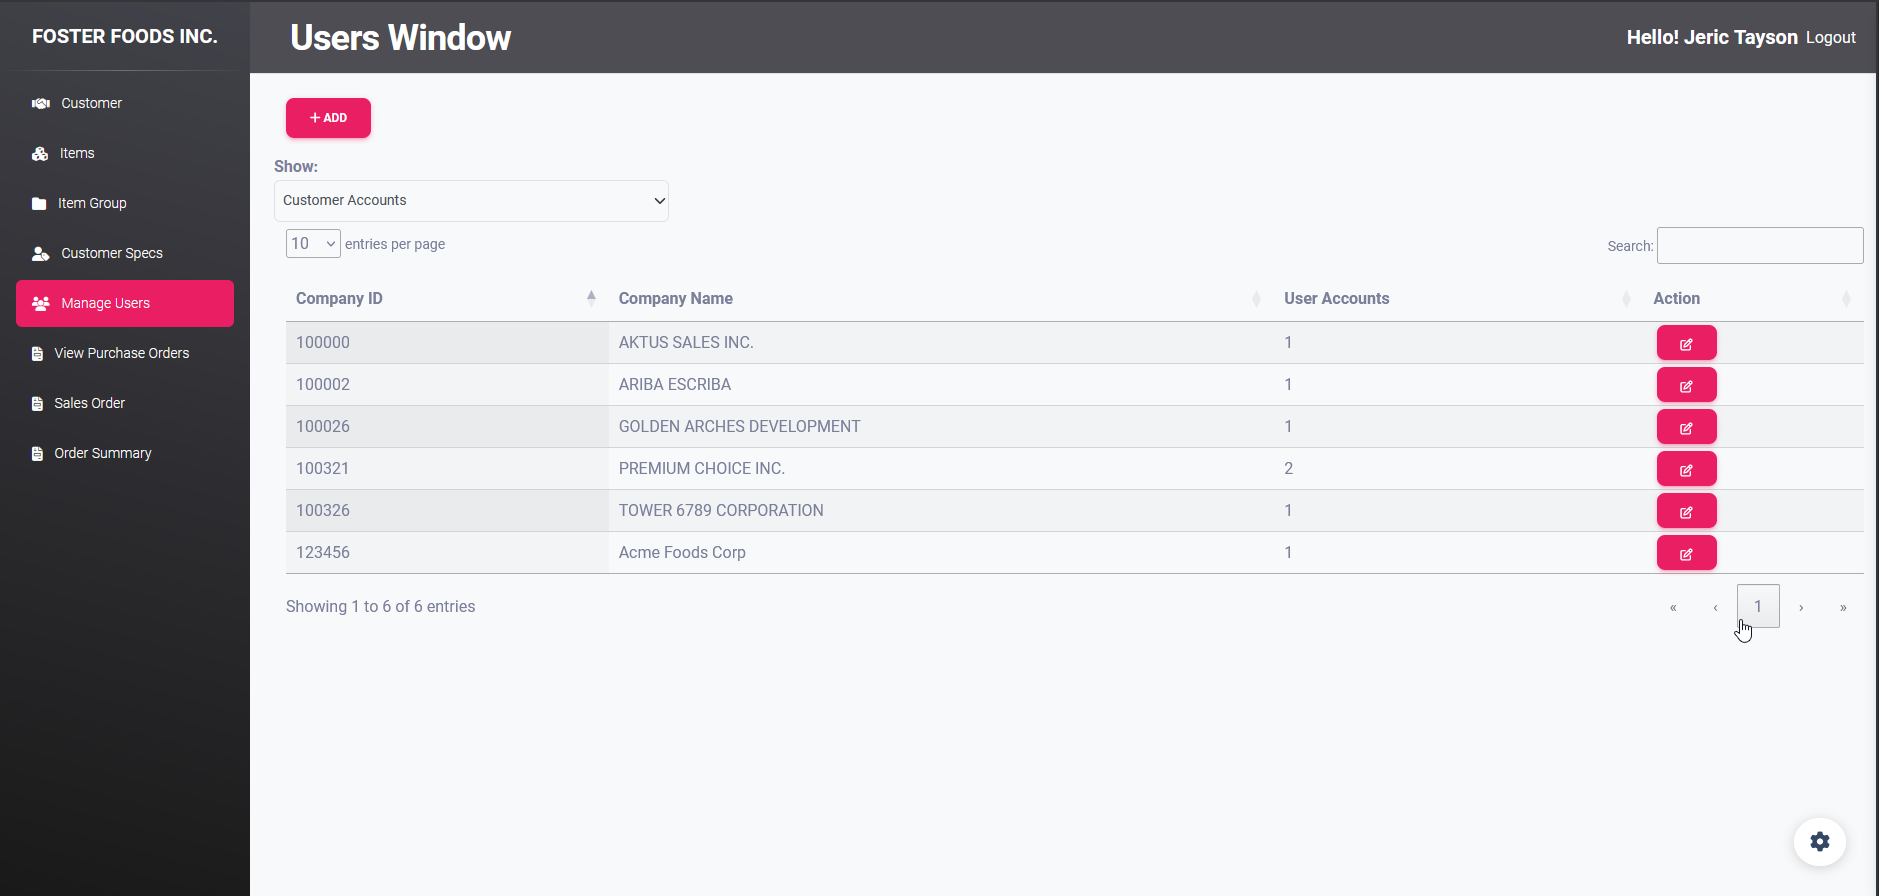 FOSTER FOODS INC.
Users Window
Hello! Jeric Tayson Logout
Customer
Items
Item Group
Customer Specs
Manage Users
View Purchase Orders
Sales Order
Order Summary
+ ADD
Show:
Customer Accounts
10 entries per page
Search:
Company ID Company Name User Accounts Action
100000 AKTUS SALES INC. 1
100002 ARIBA ESCRIBA 1
100026 GOLDEN ARCHES DEVELOPMENT 1
100321 PREMIUM CHOICE INC. 2
100326 TOWER 6789 CORPORATION 1
123456 Acme Foods Corp 1
Showing 1 to 6 of 6 entries
« ‹ 1 › »